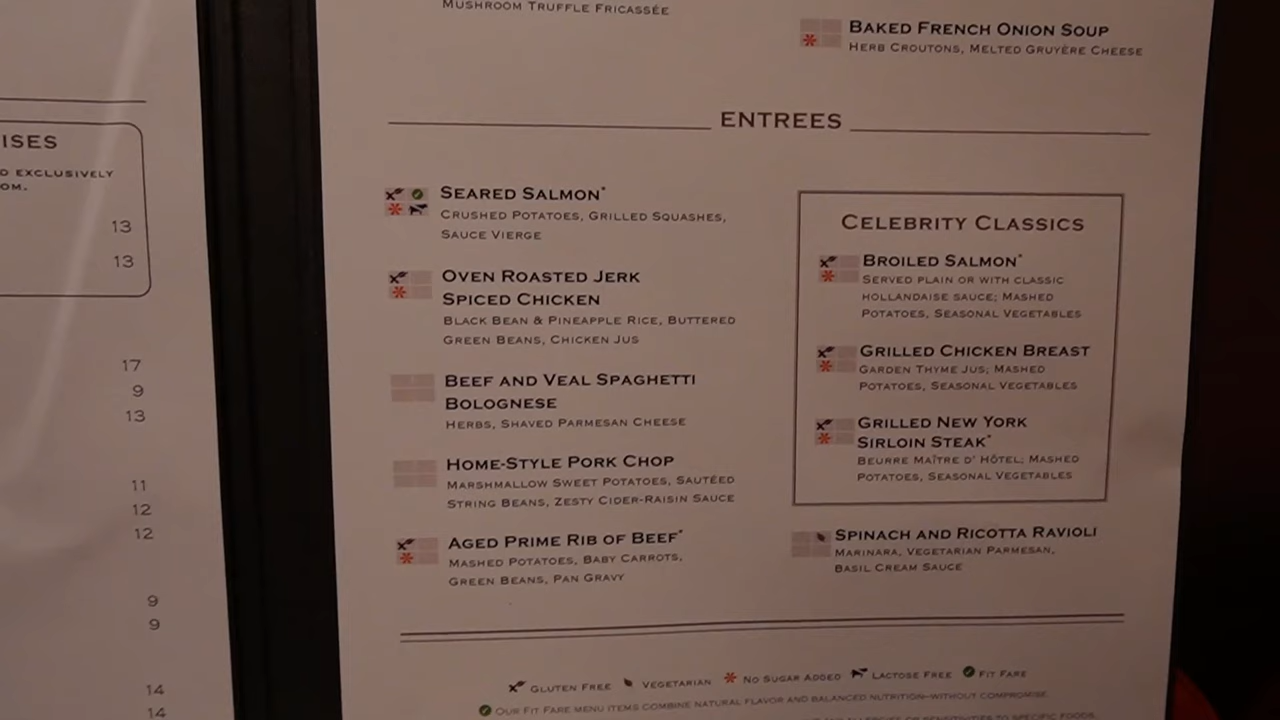 ISES
D EXCLUSIVELY
OM.
13
13
17
9
13
11
12
12
9
9
14
14
MUSHROOM TRUFFLE FRICASSÉE
BAKED FRENCH ONION SOUP
HERB CROUTONS, MELTED GRUYÈRE CHEESE
ENTREES
SEARED SALMON*
CRUSHED POTATOES, GRILLED SQUASHES,
SAUCE VIERGE
OVEN ROASTED JERK
SPICED CHICKEN
BLACK BEAN & PINEAPPLE RICE, BUTTERED
GREEN BEANS, CHICKEN JUS
BEEF AND VEAL SPAGHETTI
BOLOGNESE
HERBS, SHAVED PARMESAN CHEESE
HOME-STYLE PORK CHOP
MARSHMALLOW SWEET POTATOES, SAUTÉED
STRING BEANS, ZESTY CIDER-RAISIN SAUCE
AGED PRIME RIB OF BEEF*
MASHED POTATOES, BABY CARROTS,
GREEN BEANS, PAN GRAVY
CELEBRITY CLASSICS
BROILED SALMON*
SERVED PLAIN OR WITH CLASSIC
HOLLANDAISE SAUCE; MASHED
POTATOES, SEASONAL VEGETABLES
GRILLED CHICKEN BREAST
GARDEN THYME JUS; MASHED
POTATOES, SEASONAL VEGETABLES
GRILLED NEW YORK
SIRLOIN STEAK*
BEURRE MAÎTRE D' HÔTEL; MASHED
POTATOES, SEASONAL VEGETABLES
SPINACH AND RICOTTA RAVIOLI
MARINARA, VEGETARIAN PARMESAN,
BASIL CREAM SAUCE
GLUTEN FREE VEGETARIAN NO SUGAR ADDED LACTOSE FREE FIT FARE
OUR FIT FARE MENU ITEMS COMBINE NATURAL FLAVOR AND BALANCED NUTRITION—WITHOUT COMPROMISE.
OR SENSITIVITIES TO SPECIFIC FOODS,